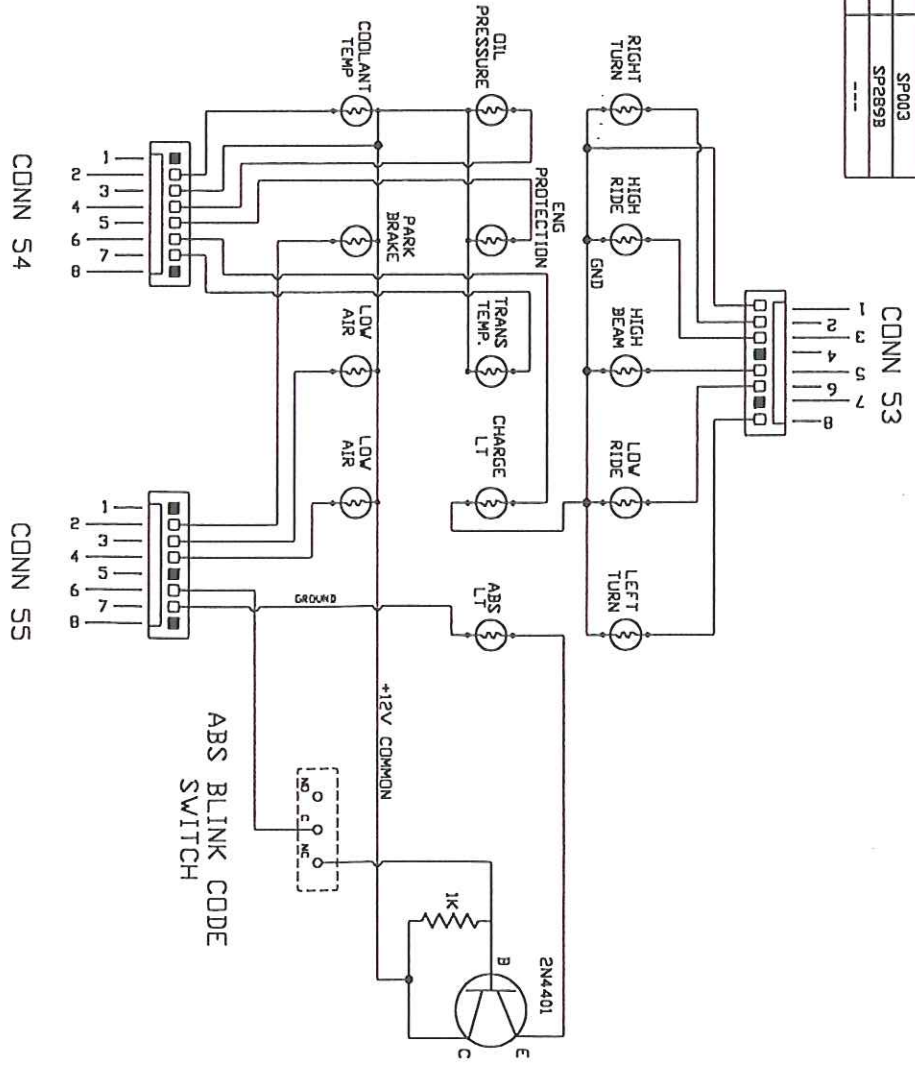 SP003
SP289B
---
CONN 53
1
2
3
4
5
6
7
8
RIGHT
TURN
HIGH
RIDE
GND
HIGH
BEAM
LOW
RIDE
LEFT
TURN
OIL
PRESSURE
ENG
PROTECTION
TRANS
TEMP.
CHARGE
LT
ABS
LT
COOLANT
TEMP
PARK
BRAKE
LOW
AIR
LOW
AIR
GROUND
+12V COMMON
2N4401
B
E
C
1K
NO
C
NC
ABS BLINK CODE
SWITCH
1
2
3
4
5
6
7
8
CONN 54
1
2
3
4
5
6
7
8
CONN 55